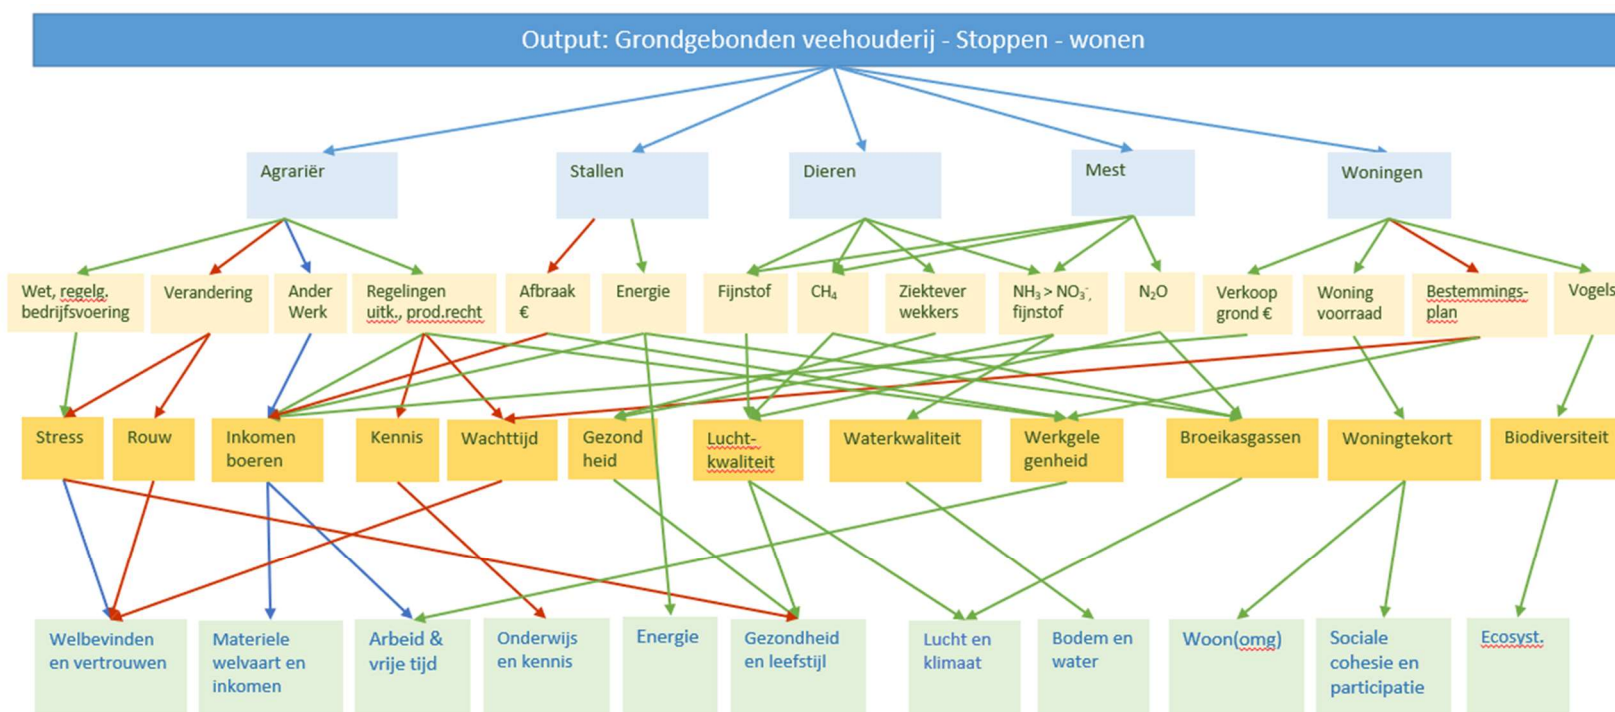 Output: Grondgebonden veehouderij - Stoppen - wonen
Agrariër
Stallen
Dieren
Mest
Woningen
Wet, regelg.
bedrijfsvoering
Verandering
Ander
Werk
Regelingen
uitk., prod.recht
Afbraak
€
Energie
Fijnstof
CH₄
Ziektever
wekkers
NH₃ > NO₃⁻,
fijnstof
N₂O
Verkoop
grond €
Woning
voorraad
Bestemmings-
plan
Vogels
Stress
Rouw
Inkomen
boeren
Kennis
Wachttijd
Gezond
heid
Lucht-
kwaliteit
Waterkwaliteit
Werkgele
genheid
Broeikasgassen
Woningtekort
Biodiversiteit
Welbevinden
en vertrouwen
Materiele
welvaart en
inkomen
Arbeid &
vrije tijd
Onderwijs
en kennis
Energie
Gezondheid
en leefstijl
Lucht en
klimaat
Bodem en
water
Woon(omg)
Sociale
cohesie en
participatie
Ecosyst.